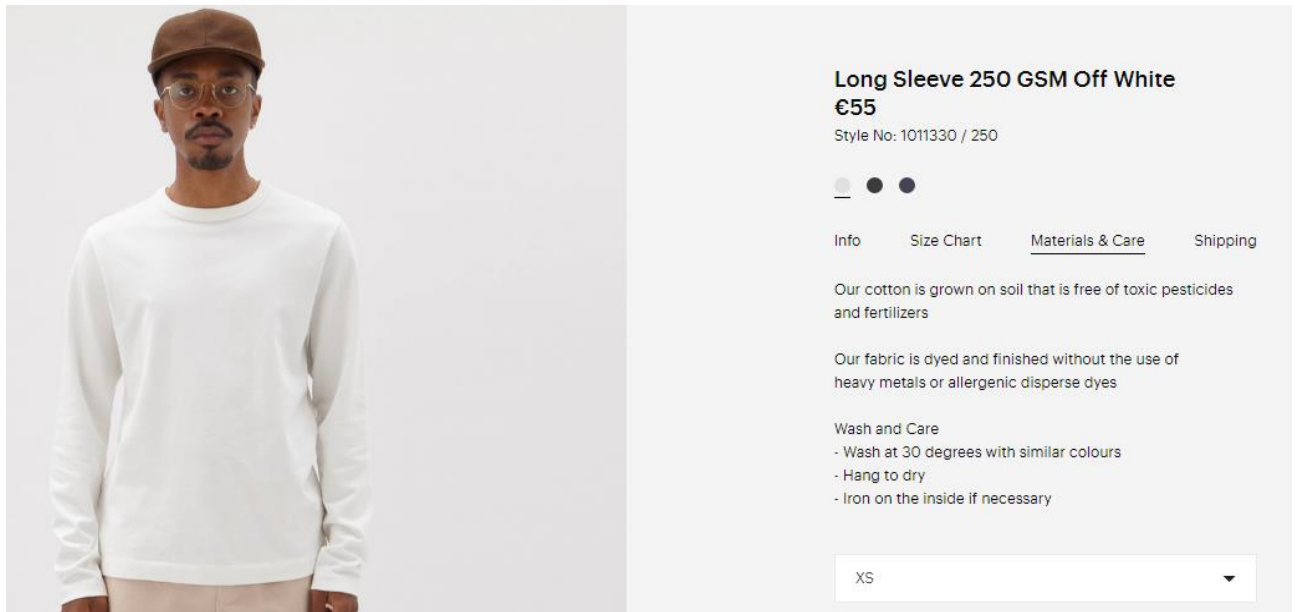 Long Sleeve 250 GSM Off White
€55
Style No: 1011330 / 250
Info Size Chart Materials & Care Shipping
Our cotton is grown on soil that is free of toxic pesticides
and fertilizers
Our fabric is dyed and finished without the use of
heavy metals or allergenic disperse dyes
Wash and Care
- Wash at 30 degrees with similar colours
- Hang to dry
- Iron on the inside if necessary
XS